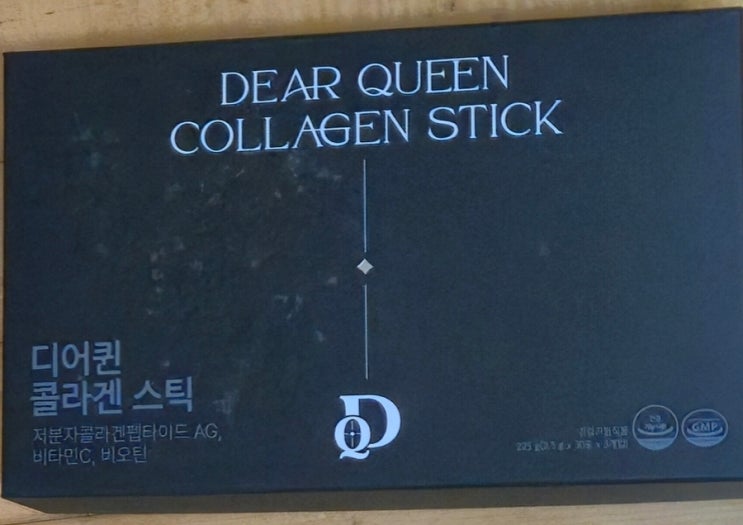 DEAR QUEEN
COLLAGEN STICK
디어퀸
콜라겐 스틱
저분자콜라겐펩타이드 AG,
비타민C, 비오틴
GMP